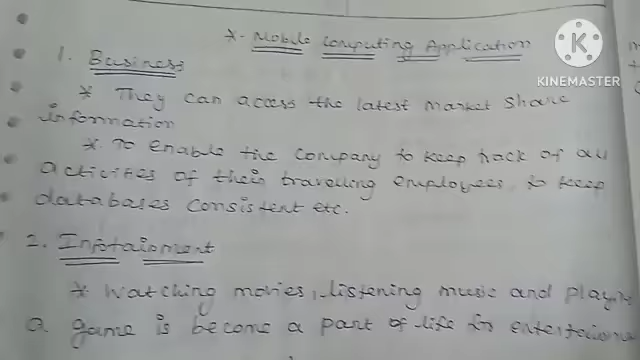 * Mobile Computing Application
1. Business
* They can access the latest market share
information
* To enable the company to keep track of all
activities of their travelling employees, to keep
databases consistent etc.
2. Infotainment
* Watching movies, listening music and playing
a game is become a part of life for
KINEMASTER